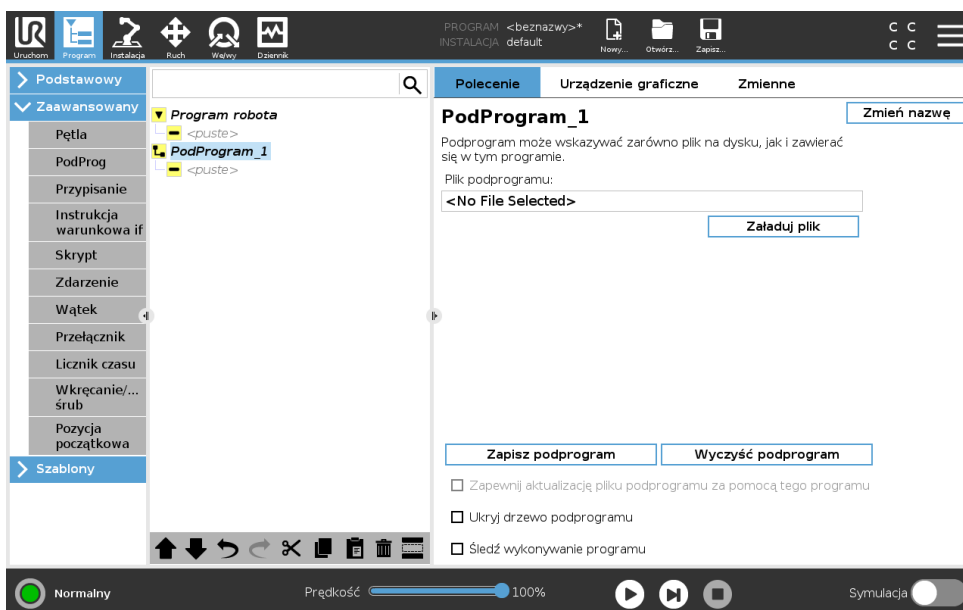 UR
PROGRAM <beznazwy>*
INSTALACJA default
Uruchom Program Instalacja Ruch We/wy Dziennik
Nowy... Otwórz... Zapisz...
C C
C C
Podstawowy
Zaawansowany
Pętla
PodProg
Przypisanie
Instrukcja
warunkowa if
Skrypt
Zdarzenie
Wątek
Przełącznik
Licznik czasu
Wkręcanie/...
śrub
Pozycja
początkowa
Szablony
Program robota
<puste>
PodProgram_1
<puste>
Polecenie Urządzenie graficzne Zmienne
PodProgram_1
Zmień nazwę
Podprogram może wskazywać zarówno plik na dysku, jak i zawierać
się w tym programie.
Plik podprogramu:
<No File Selected>
Załaduj plik
Zapisz podprogram Wyczyść podprogram
Zapewnij aktualizację pliku podprogramu za pomocą tego programu
Ukryj drzewo podprogramu
Śledź wykonywanie programu
Normalny
Prędkość 100%
Symulacja